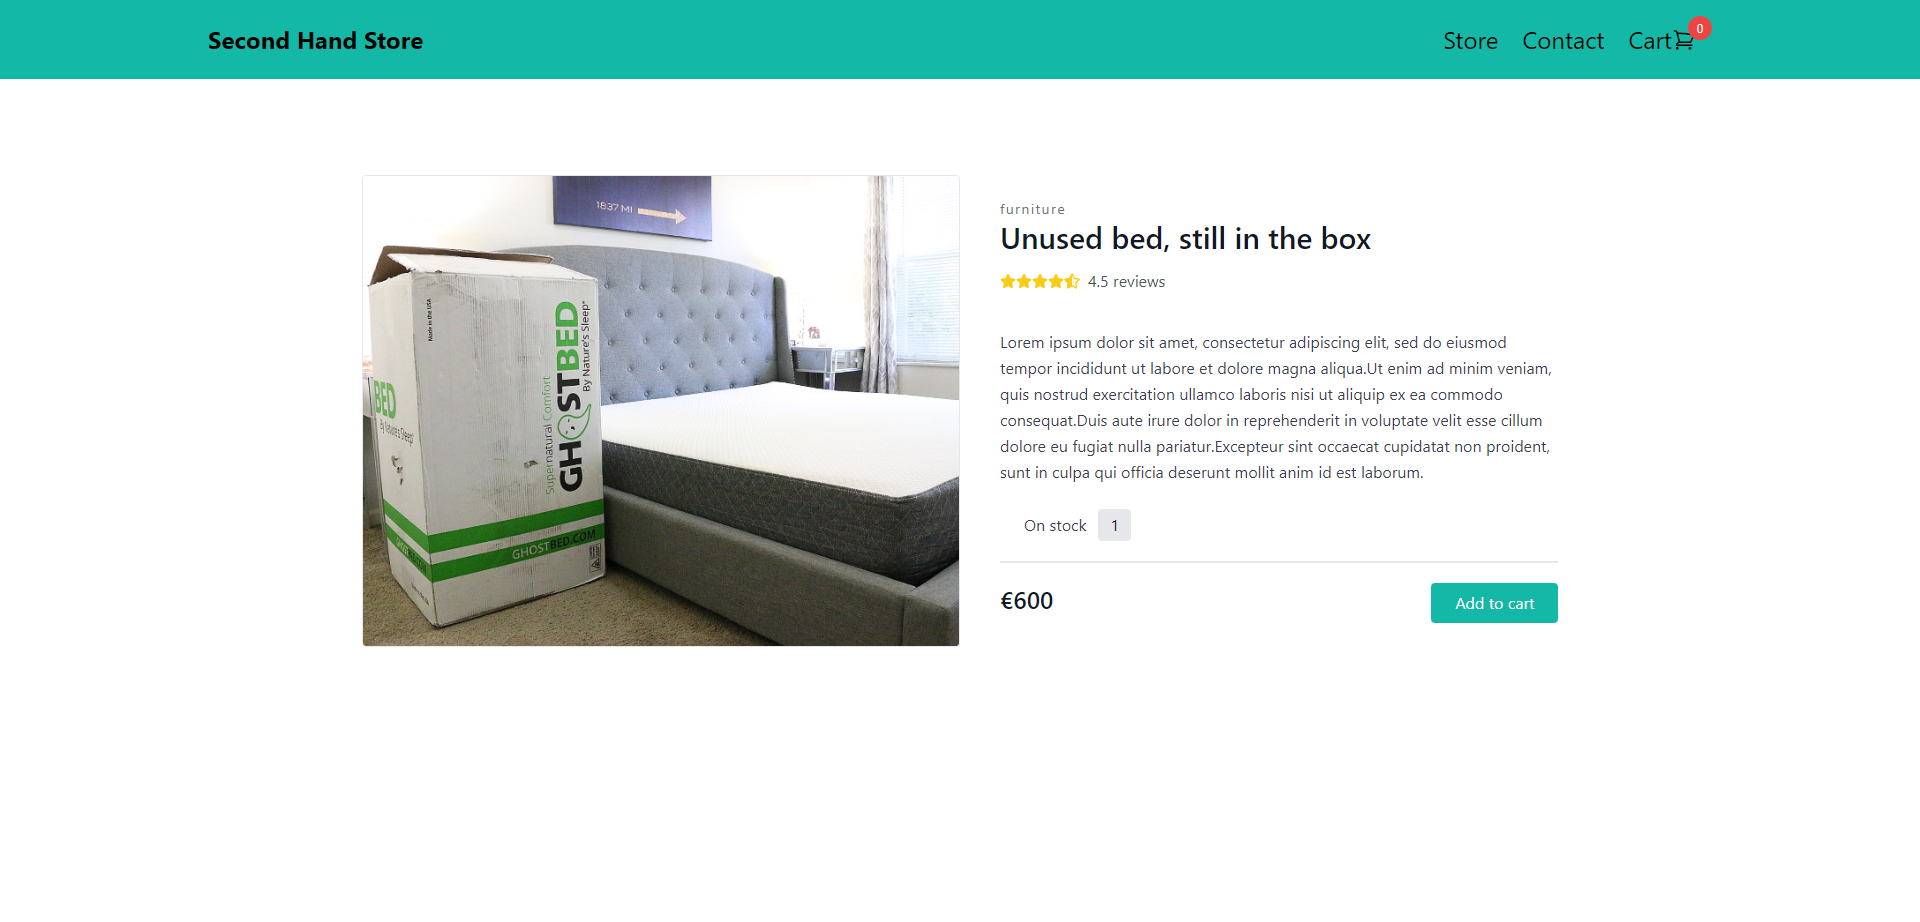 Second Hand Store
Store
Contact
Cart
0
1837 MI
Made in the USA
BED
By Nature's Sleep
Supernatural Comfort
GHOSTBED
By Nature's Sleep
GHOSTBED.COM
furniture
Unused bed, still in the box
4.5 reviews
Lorem ipsum dolor sit amet, consectetur adipiscing elit, sed do eiusmod
tempor incididunt ut labore et dolore magna aliqua.Ut enim ad minim veniam,
quis nostrud exercitation ullamco laboris nisi ut aliquip ex ea commodo
consequat.Duis aute irure dolor in reprehenderit in voluptate velit esse cillum
dolore eu fugiat nulla pariatur.Excepteur sint occaecat cupidatat non proident,
sunt in culpa qui officia deserunt mollit anim id est laborum.
On stock 1
€600
Add to cart